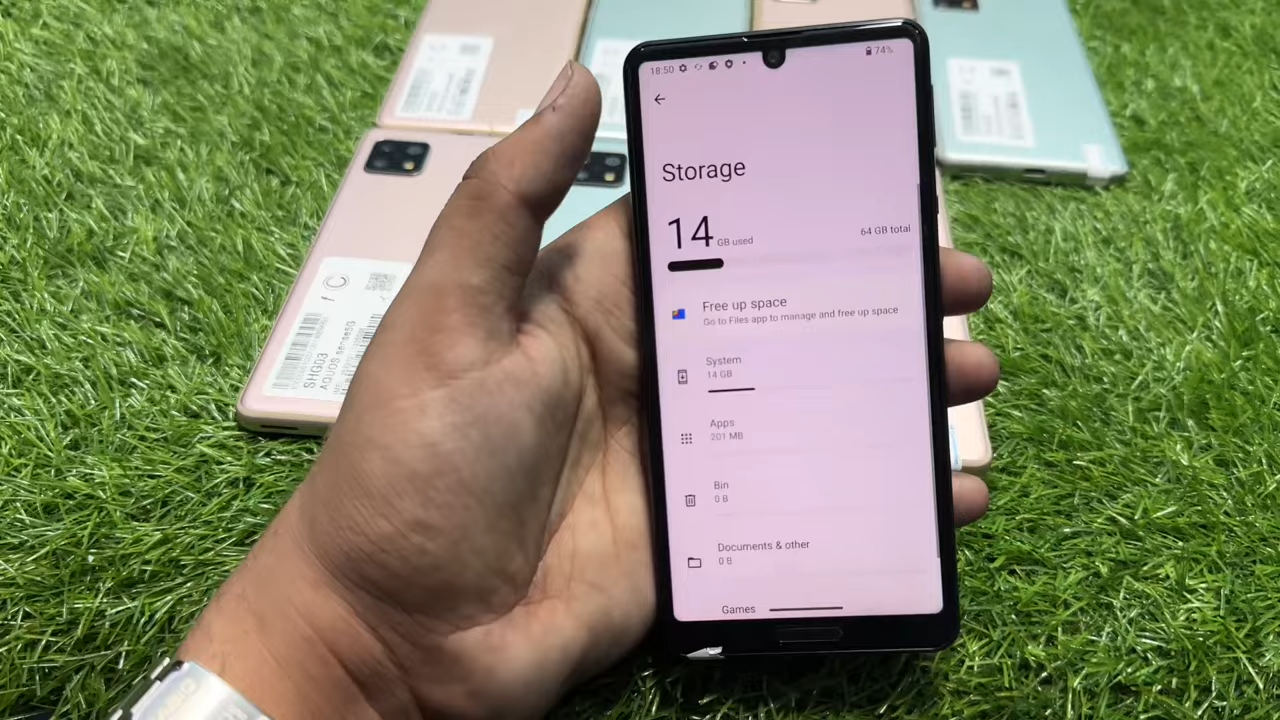 18:50
74%
Storage
14 GB used
64 GB total
Free up space
Go to Files app to manage and free up space
System
14 GB
Apps
201 MB
Bin
0 B
Documents & other
0 B
Games
SHG03
AQUOS sense5G